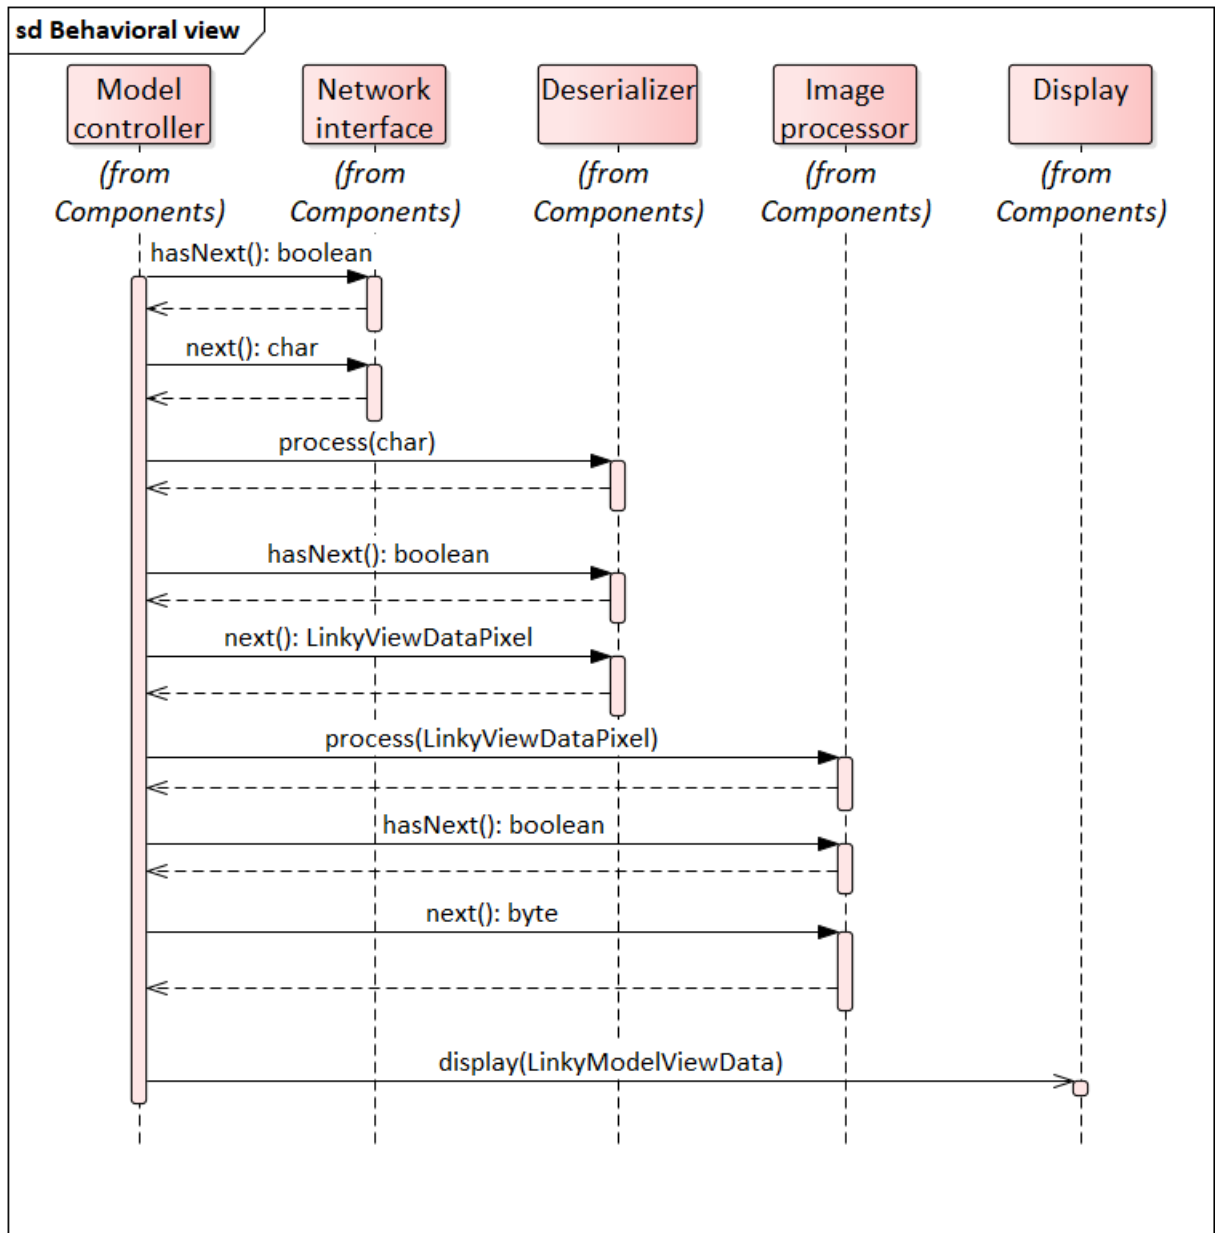 sd Behavioral view
Model
controller
Network
interface
Deserializer
Image
processor
Display
(from
Components)
(from
Components)
(from
Components)
(from
Components)
(from
Components)
hasNext(): boolean
next(): char
process(char)
hasNext(): boolean
next(): LinkyViewDataPixel
process(LinkyViewDataPixel)
hasNext(): boolean
next(): byte
display(LinkyModelViewData)